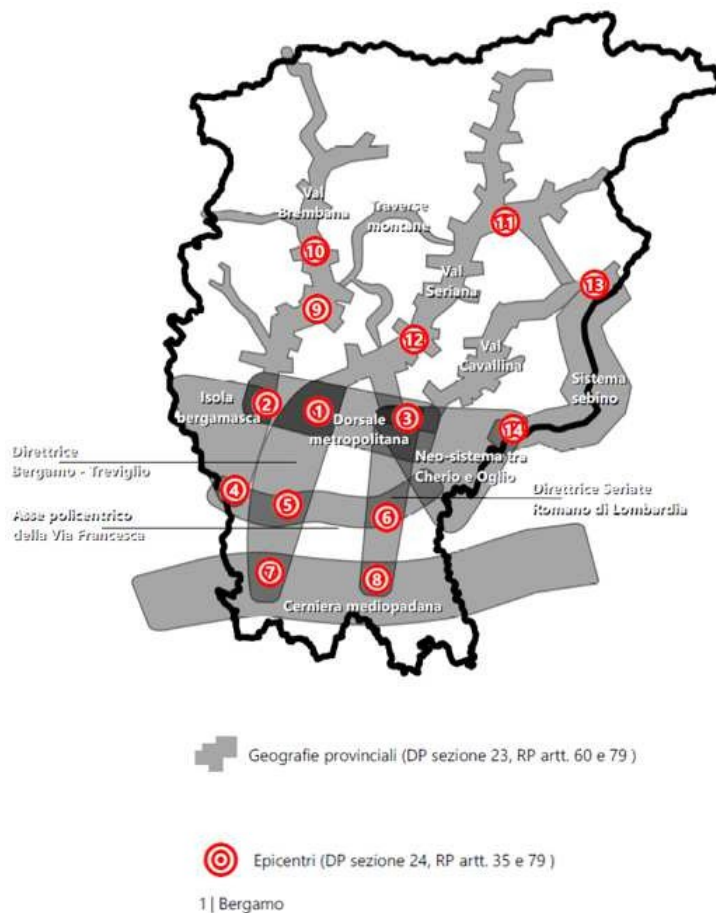 Val
Brembana
Traverse
montane
11
10
Val
Seriana
13
9
12
Val
Cavallina
Sistema
sebino
Isola
bergamasca
2
1
Dorsale
metropolitana
3
14
Direttrice
Bergamo - Treviglio
Neo-sistema tra
Cherio e Oglio
4
5
6
Direttrice Seriate
Romano di Lombardia
Asse policentrico
della Via Francesca
7
8
Cerniera mediopadana
Geografie provinciali (DP sezione 23, RP artt. 60 e 79 )
Epicentri (DP sezione 24, RP artt. 35 e 79 )
1 | Bergamo